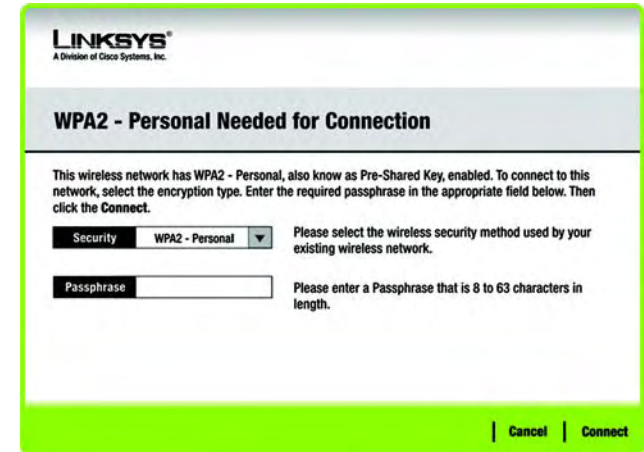 LINKSYS®
A Division of Cisco Systems, Inc.
WPA2 - Personal Needed for Connection
This wireless network has WPA2 - Personal, also know as Pre-Shared Key, enabled. To connect to this
network, select the encryption type. Enter the required passphrase in the appropriate field below. Then
click the Connect.
Security WPA2 - Personal Please select the wireless security method used by your
existing wireless network.
Passphrase Please enter a Passphrase that is 8 to 63 characters in
length.
Cancel Connect